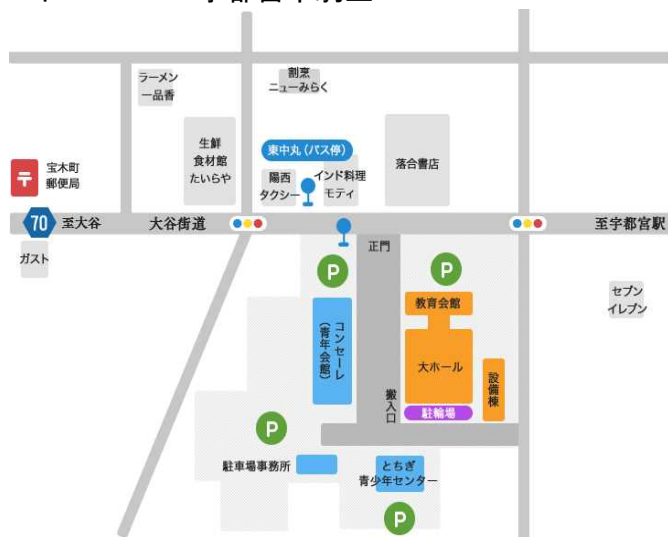 ラーメン
一品香
割烹
ニューみらく
生鮮
食材館
たいらや
東中丸（バス停）
陽西
タクシー
インド料理
モティ
落合書店
〒
宝木町
郵便局
70
至大谷
大谷街道
至宇都宮駅
ガスト
正門
P
P
セブン
イレブン
教育会館
コンセーレ
（青年会館）
大ホール
設備棟
搬入口
駐輪場
P
駐車場事務所
とちぎ
青少年センター
P